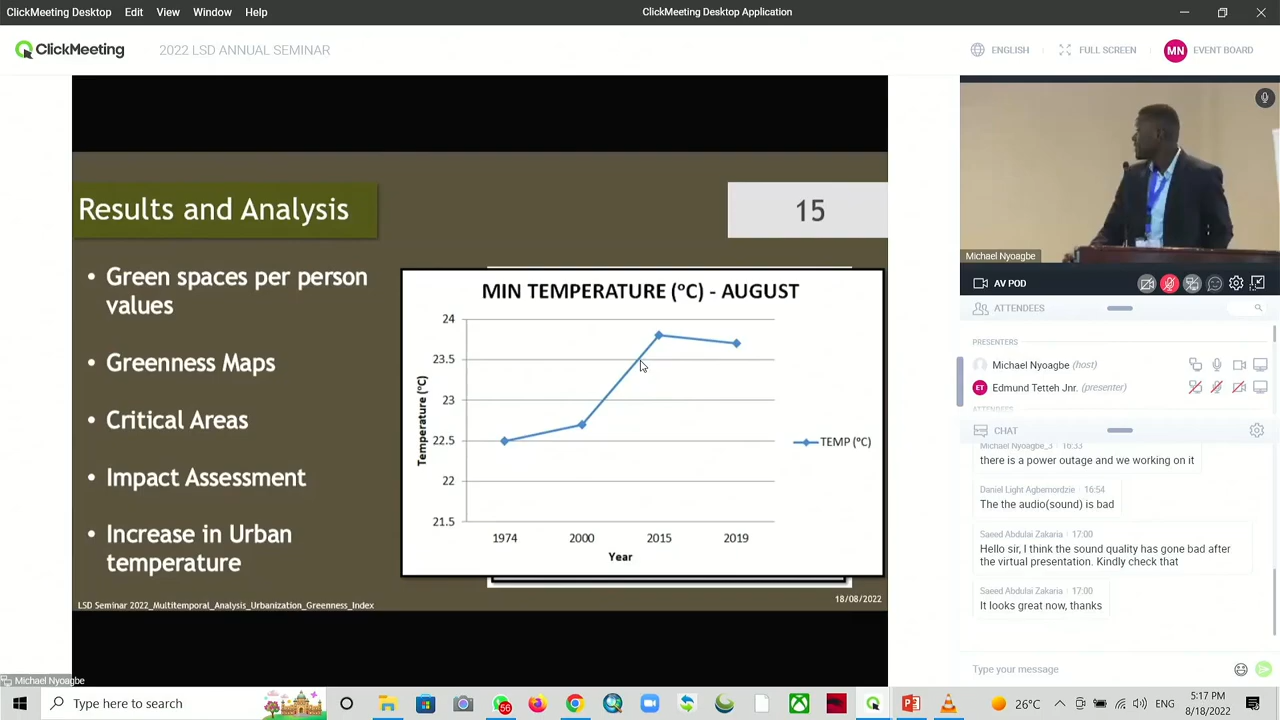 ClickMeeting Desktop Edit View Window Help
ClickMeeting Desktop Application
ClickMeeting
2022 LSD ANNUAL SEMINAR
ENGLISH
FULL SCREEN
MN
EVENT BOARD
Results and Analysis
15
• Green spaces per person
values
• Greenness Maps
• Critical Areas
• Impact Assessment
• Increase in Urban
temperature
MIN TEMPERATURE (°C) - AUGUST
24
23.5
23
22.5
22
21.5
Temperature (°C)
1974 2000 2015 2019
Year
TEMP (°C)
LSD Seminar 2022_Multitemporal_Analysis_Urbanization_Greenness_Index
18/08/2022
Michael Nyoagbe
Michael Nyoagbe
AV POD
ATTENDEES
PRESENTERS
Michael Nyoagbe (host)
ET
Edmund Tetteh Jnr. (presenter)
ATTENDEES
CHAT
Michael Nyoagbe_3 16:33
there is a power outage and we working on it
Daniel Light Agbemordzie 16:54
The the audio(sound) is bad
Saeed Abdulai Zakaria 17:00
Hello sir, I think the sound quality has gone bad after
the virtual presentation. Kindly check that
Saeed Abdulai Zakaria 17:00
It looks great now, thanks
Type your message
Type here to search
56
26°C
ENG
5:17 PM
8/18/2022